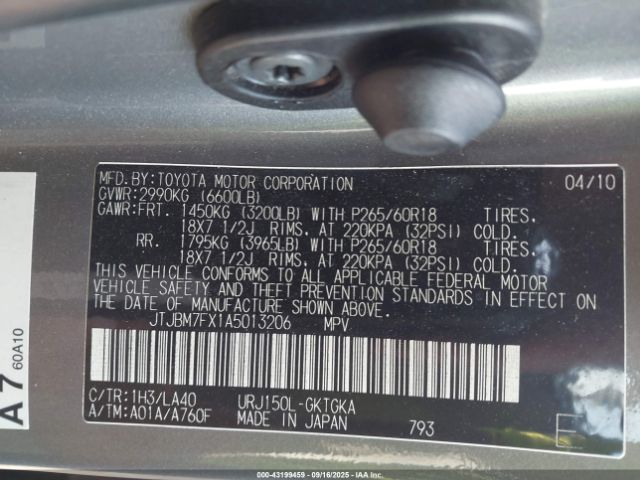 MFD. BY: TOYOTA MOTOR CORPORATION 04/10
GVWR: 2990KG (6600LB)
GAWR: FRT. 1450KG (3200LB) WITH P265/60R18 TIRES.
18X7 1/2J RIMS. AT 220KPA (32PSI) COLD.
RR. 1795KG (3965LB) WITH P265/60R18 TIRES.
18X7 1/2J RIMS. AT 220KPA (32PSI) COLD.
THIS VEHICLE CONFORMS TO ALL APPLICABLE FEDERAL MOTOR
VEHICLE SAFETY AND THEFT PREVENTION STANDARDS IN EFFECT ON
THE DATE OF MANUFACTURE SHOWN ABOVE.
JTJBM7FX1A5013206 MPV
C/TR: 1H3/LA40 URJ150L-GKTGKA
A/TM: A01A/A760F MADE IN JAPAN 793
E
A7
60A10
000-43199459 - 09/16/2025 - IAAI